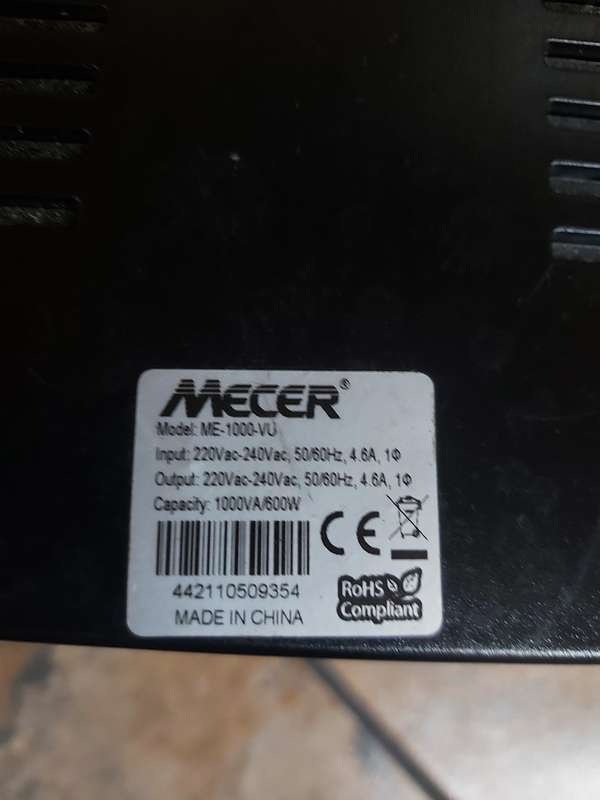 MECER®
Model: ME-1000-VU
Input: 220Vac-240Vac, 50/60Hz, 4.6A, 1Φ
Output: 220Vac-240Vac, 50/60Hz, 4.6A, 1Φ
Capacity: 1000VA/600W
CE
442110509354
MADE IN CHINA
RoHS
Compliant